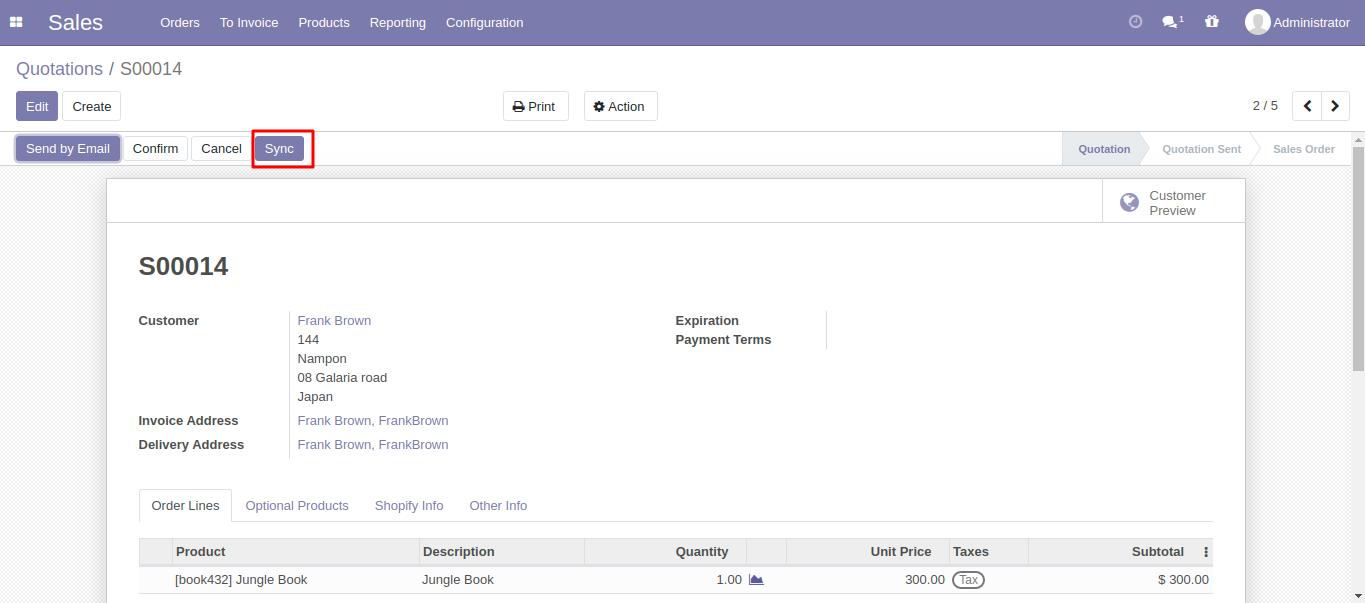 Sales Orders To Invoice Products Reporting Configuration 1 Administrator
Quotations / S00014
Edit Create Print Action 2 / 5
Send by Email Confirm Cancel Sync Quotation Quotation Sent Sales Order
Customer
Preview
S00014
Customer Frank Brown Expiration
144 Payment Terms
Nampon
08 Galaria road
Japan
Invoice Address Frank Brown, FrankBrown
Delivery Address Frank Brown, FrankBrown
Order Lines Optional Products Shopify Info Other Info
Product Description Quantity Unit Price Taxes Subtotal
[book432] Jungle Book Jungle Book 1.00 300.00 Tax $ 300.00